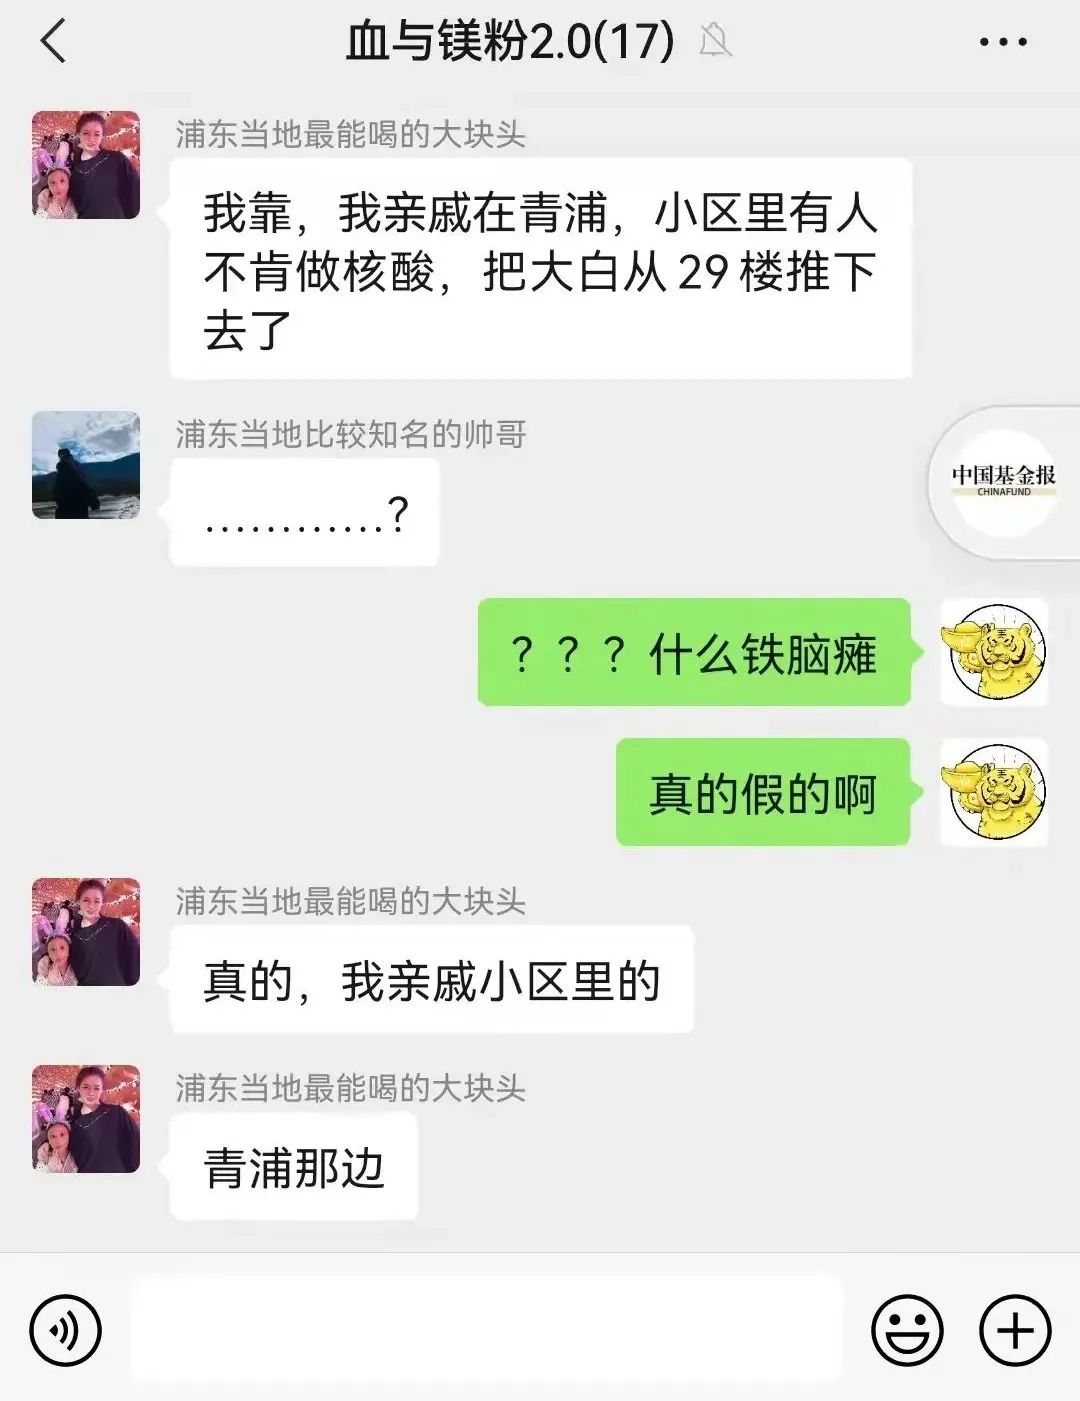 血与镁粉2.0(17)
浦东当地最能喝的大块头
我靠，我亲戚在青浦，小区里有人
不肯做核酸，把大白从29楼推下
去了
浦东当地比较知名的帅哥
…………?
中国基金报
CHINAFUND
？？？什么铁脑瘫
真的假的啊
浦东当地最能喝的大块头
真的，我亲戚小区里的
浦东当地最能喝的大块头
青浦那边